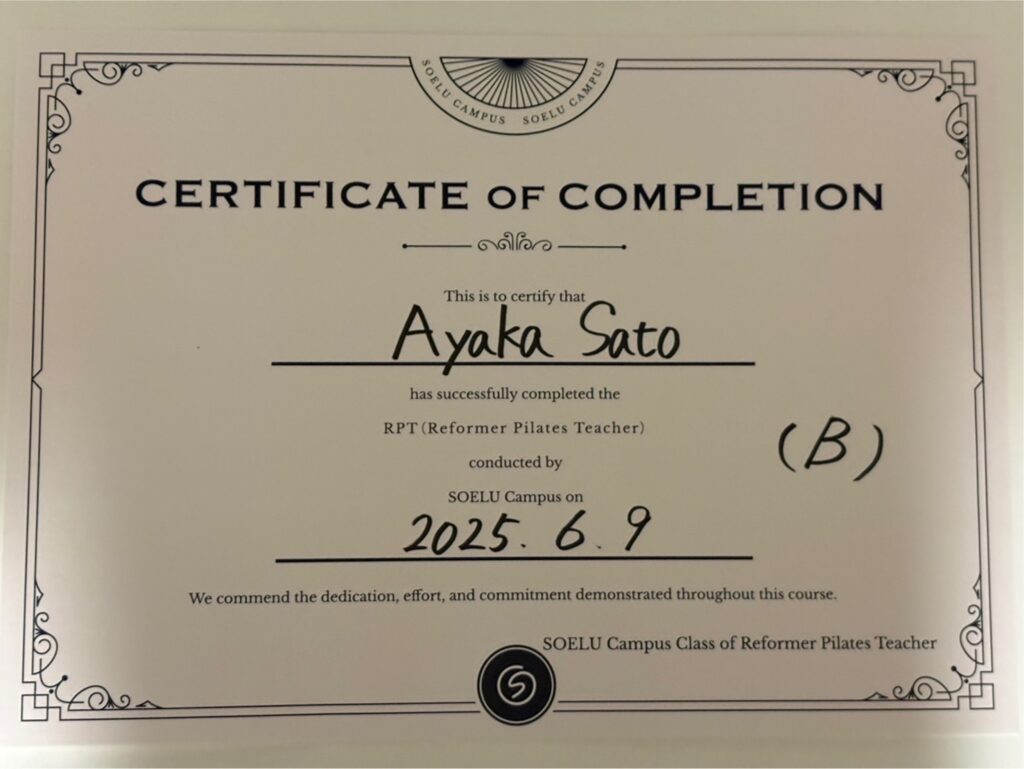 SOELU CAMPUS SOELU CAMPUS
CERTIFICATE OF COMPLETION
This is to certify that
Ayaka Sato
has successfully completed the
RPT (Reformer Pilates Teacher)
(B)
conducted by
SOELU Campus on
2025. 6. 9
We commend the dedication, effort, and commitment demonstrated throughout this course.
SOELU Campus Class of Reformer Pilates Teacher